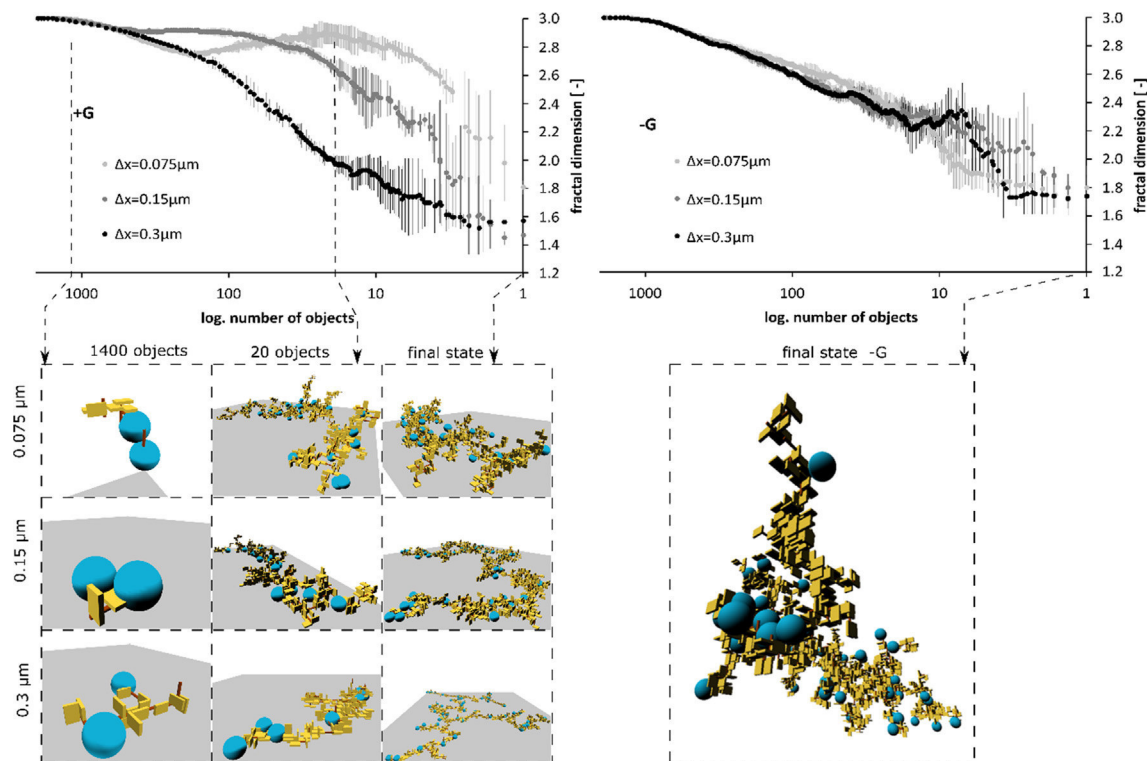 3.0
2.8
2.6
2.4
2.2
2.0
1.8
1.6
1.4
1.2
fractal dimension [-]
+G
Δx=0.075µm
Δx=0.15µm
Δx=0.3µm
1000
100
10
1
log. number of objects
3.0
2.8
2.6
2.4
2.2
2.0
1.8
1.6
1.4
1.2
fractal dimension [-]
-G
Δx=0.075µm
Δx=0.15µm
Δx=0.3µm
1000
100
10
1
log. number of objects
1400 objects
20 objects
final state
0.075 µm
0.15 µm
0.3 µm
final state -G